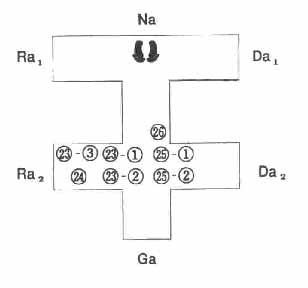 Na
Ra₁ Da₁
㉖
㉓-③ ㉓-① ㉕-①
Ra₂ ㉔ ㉓-② ㉕-② Da₂
Ga